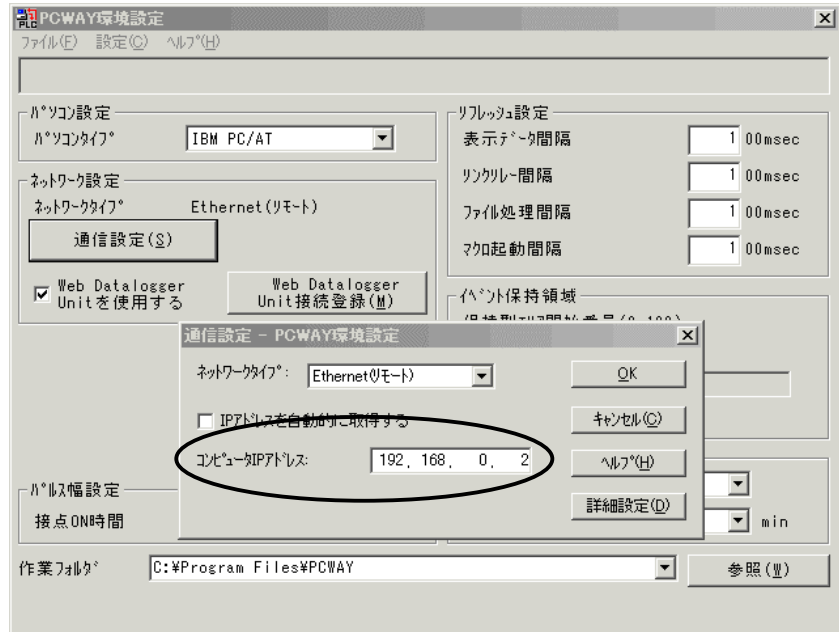 PCWAY環境設定
ファイル(F) 設定(C) ヘルプ(H)
パソコン設定
パソコンタイプ IBM PC/AT
ネットワーク設定
ネットワークタイプ Ethernet(リモート)
通信設定(S)
Web Datalogger Unitを使用する
Web Datalogger Unit接続登録(M)
リフレッシュ設定
表示データ間隔 1 00msec
リンクリレー間隔 1 00msec
ファイル処理間隔 1 00msec
マクロ起動間隔 1 00msec
イベント保持領域
通信設定 - PCWAY環境設定
ネットワークタイプ: Ethernet(リモート)
IPアドレスを自動的に取得する
コンピュータIPアドレス: 192. 168. 0. 2
OK
キャンセル(C)
ヘルプ(H)
詳細設定(D)
パルス幅設定
接点ON時間
min
作業フォルダ C:¥Program Files¥PCWAY 参照(W)